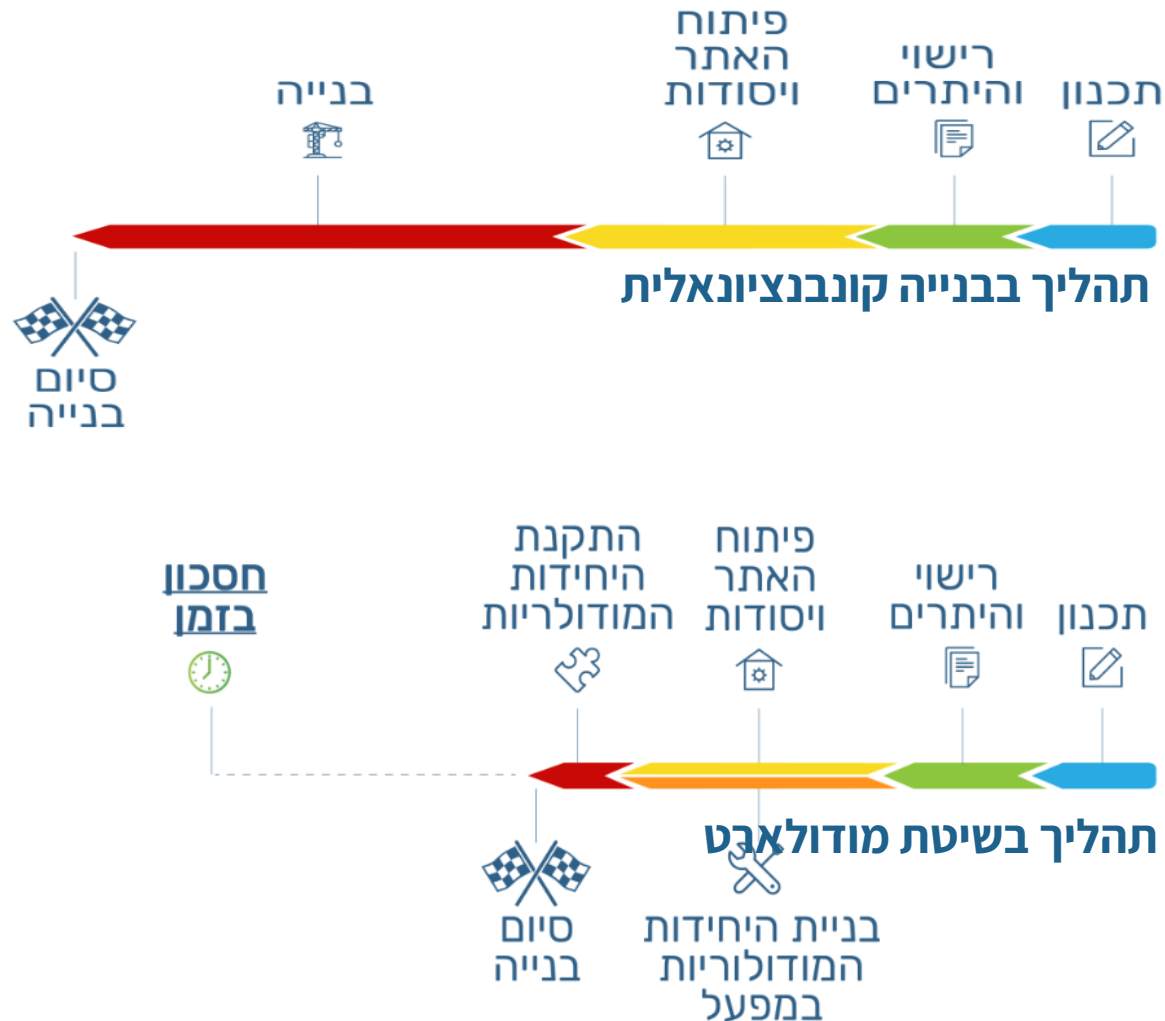 תכנון
רישוי
והיתרים
פיתוח
האתר
ויסודות
בנייה
תהליך בבנייה קונבנציונאלית
סיום
בנייה
תכנון
רישוי
והיתרים
פיתוח
האתר
ויסודות
התקנת
היחידות
המודולריות
חסכון
בזמן
תהליך בשיטת מודולארט
בניית היחידות
המודולוריות
במפעל
סיום
בנייה